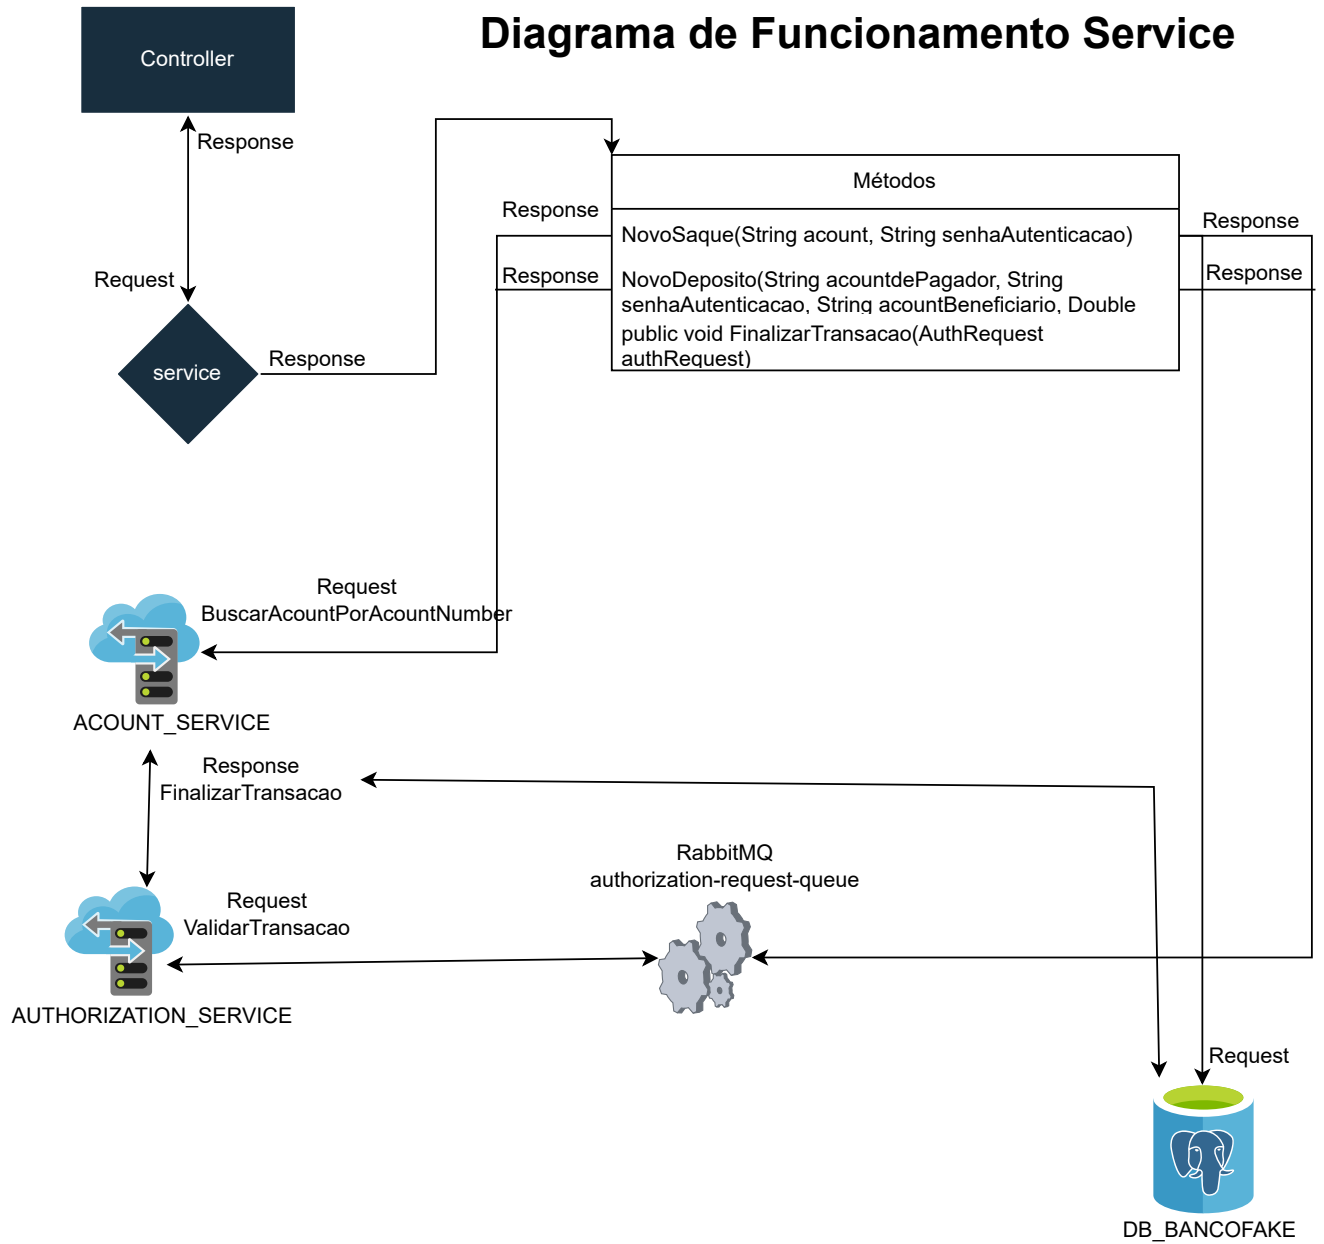 Diagrama de Funcionamento Service
Controller
Response
Métodos
Response
NovoSaque(String acount, String senhaAutenticacao)
Response
Request
Response
NovoDeposito(String acountdePagador, String
senhaAutenticacao, String acountBeneficiario, Double
Response
public void FinalizarTransacao(AuthRequest
authRequest)
service
Response
Request
BuscarAcountPorAcountNumber
ACOUNT_SERVICE
Response
FinalizarTransacao
RabbitMQ
authorization-request-queue
Request
ValidarTransacao
AUTHORIZATION_SERVICE
Request
DB_BANCOFAKE